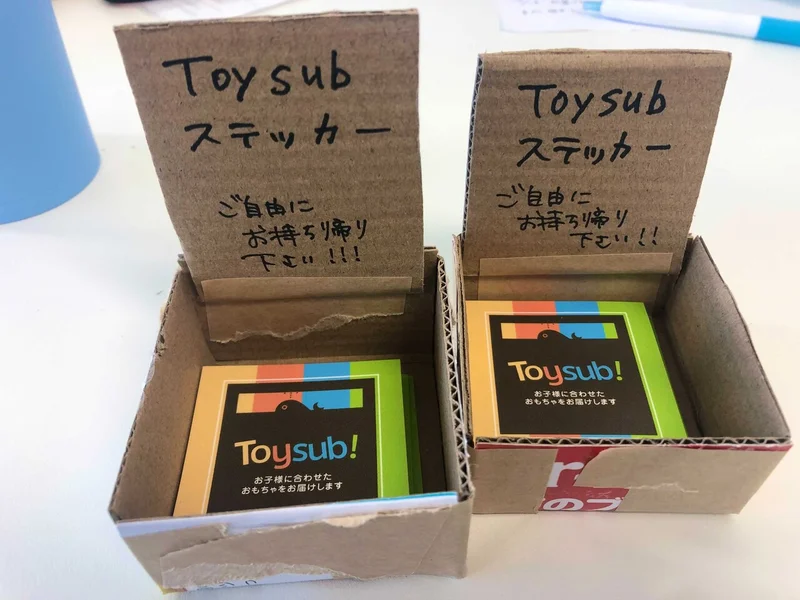 Toysub
ステッカー
ご自由に
お持ち帰り
下さい!!!
Toysub!
お子様に合わせた
おもちゃをお届けします
Toysub
ステッカー
ご自由に
お持ち帰り
下さい!!
Toysub!
お子様に合わせた
おもちゃをお届けします
のブ